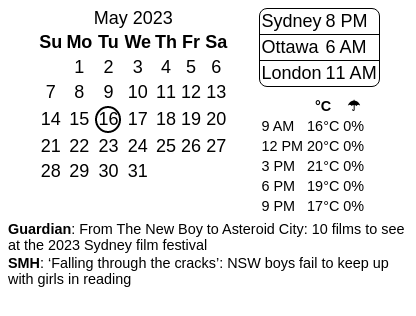 May 2023
Su Mo Tu We Th Fr Sa
1 2 3 4 5 6
7 8 9 10 11 12 13
14 15 16 17 18 19 20
21 22 23 24 25 26 27
28 29 30 31
Sydney 8 PM
Ottawa 6 AM
London 11 AM
°C ☂
9 AM 16°C 0%
12 PM 20°C 0%
3 PM 21°C 0%
6 PM 19°C 0%
9 PM 17°C 0%
Guardian: From The New Boy to Asteroid City: 10 films to see
at the 2023 Sydney film festival
SMH: ‘Falling through the cracks’: NSW boys fail to keep up
with girls in reading